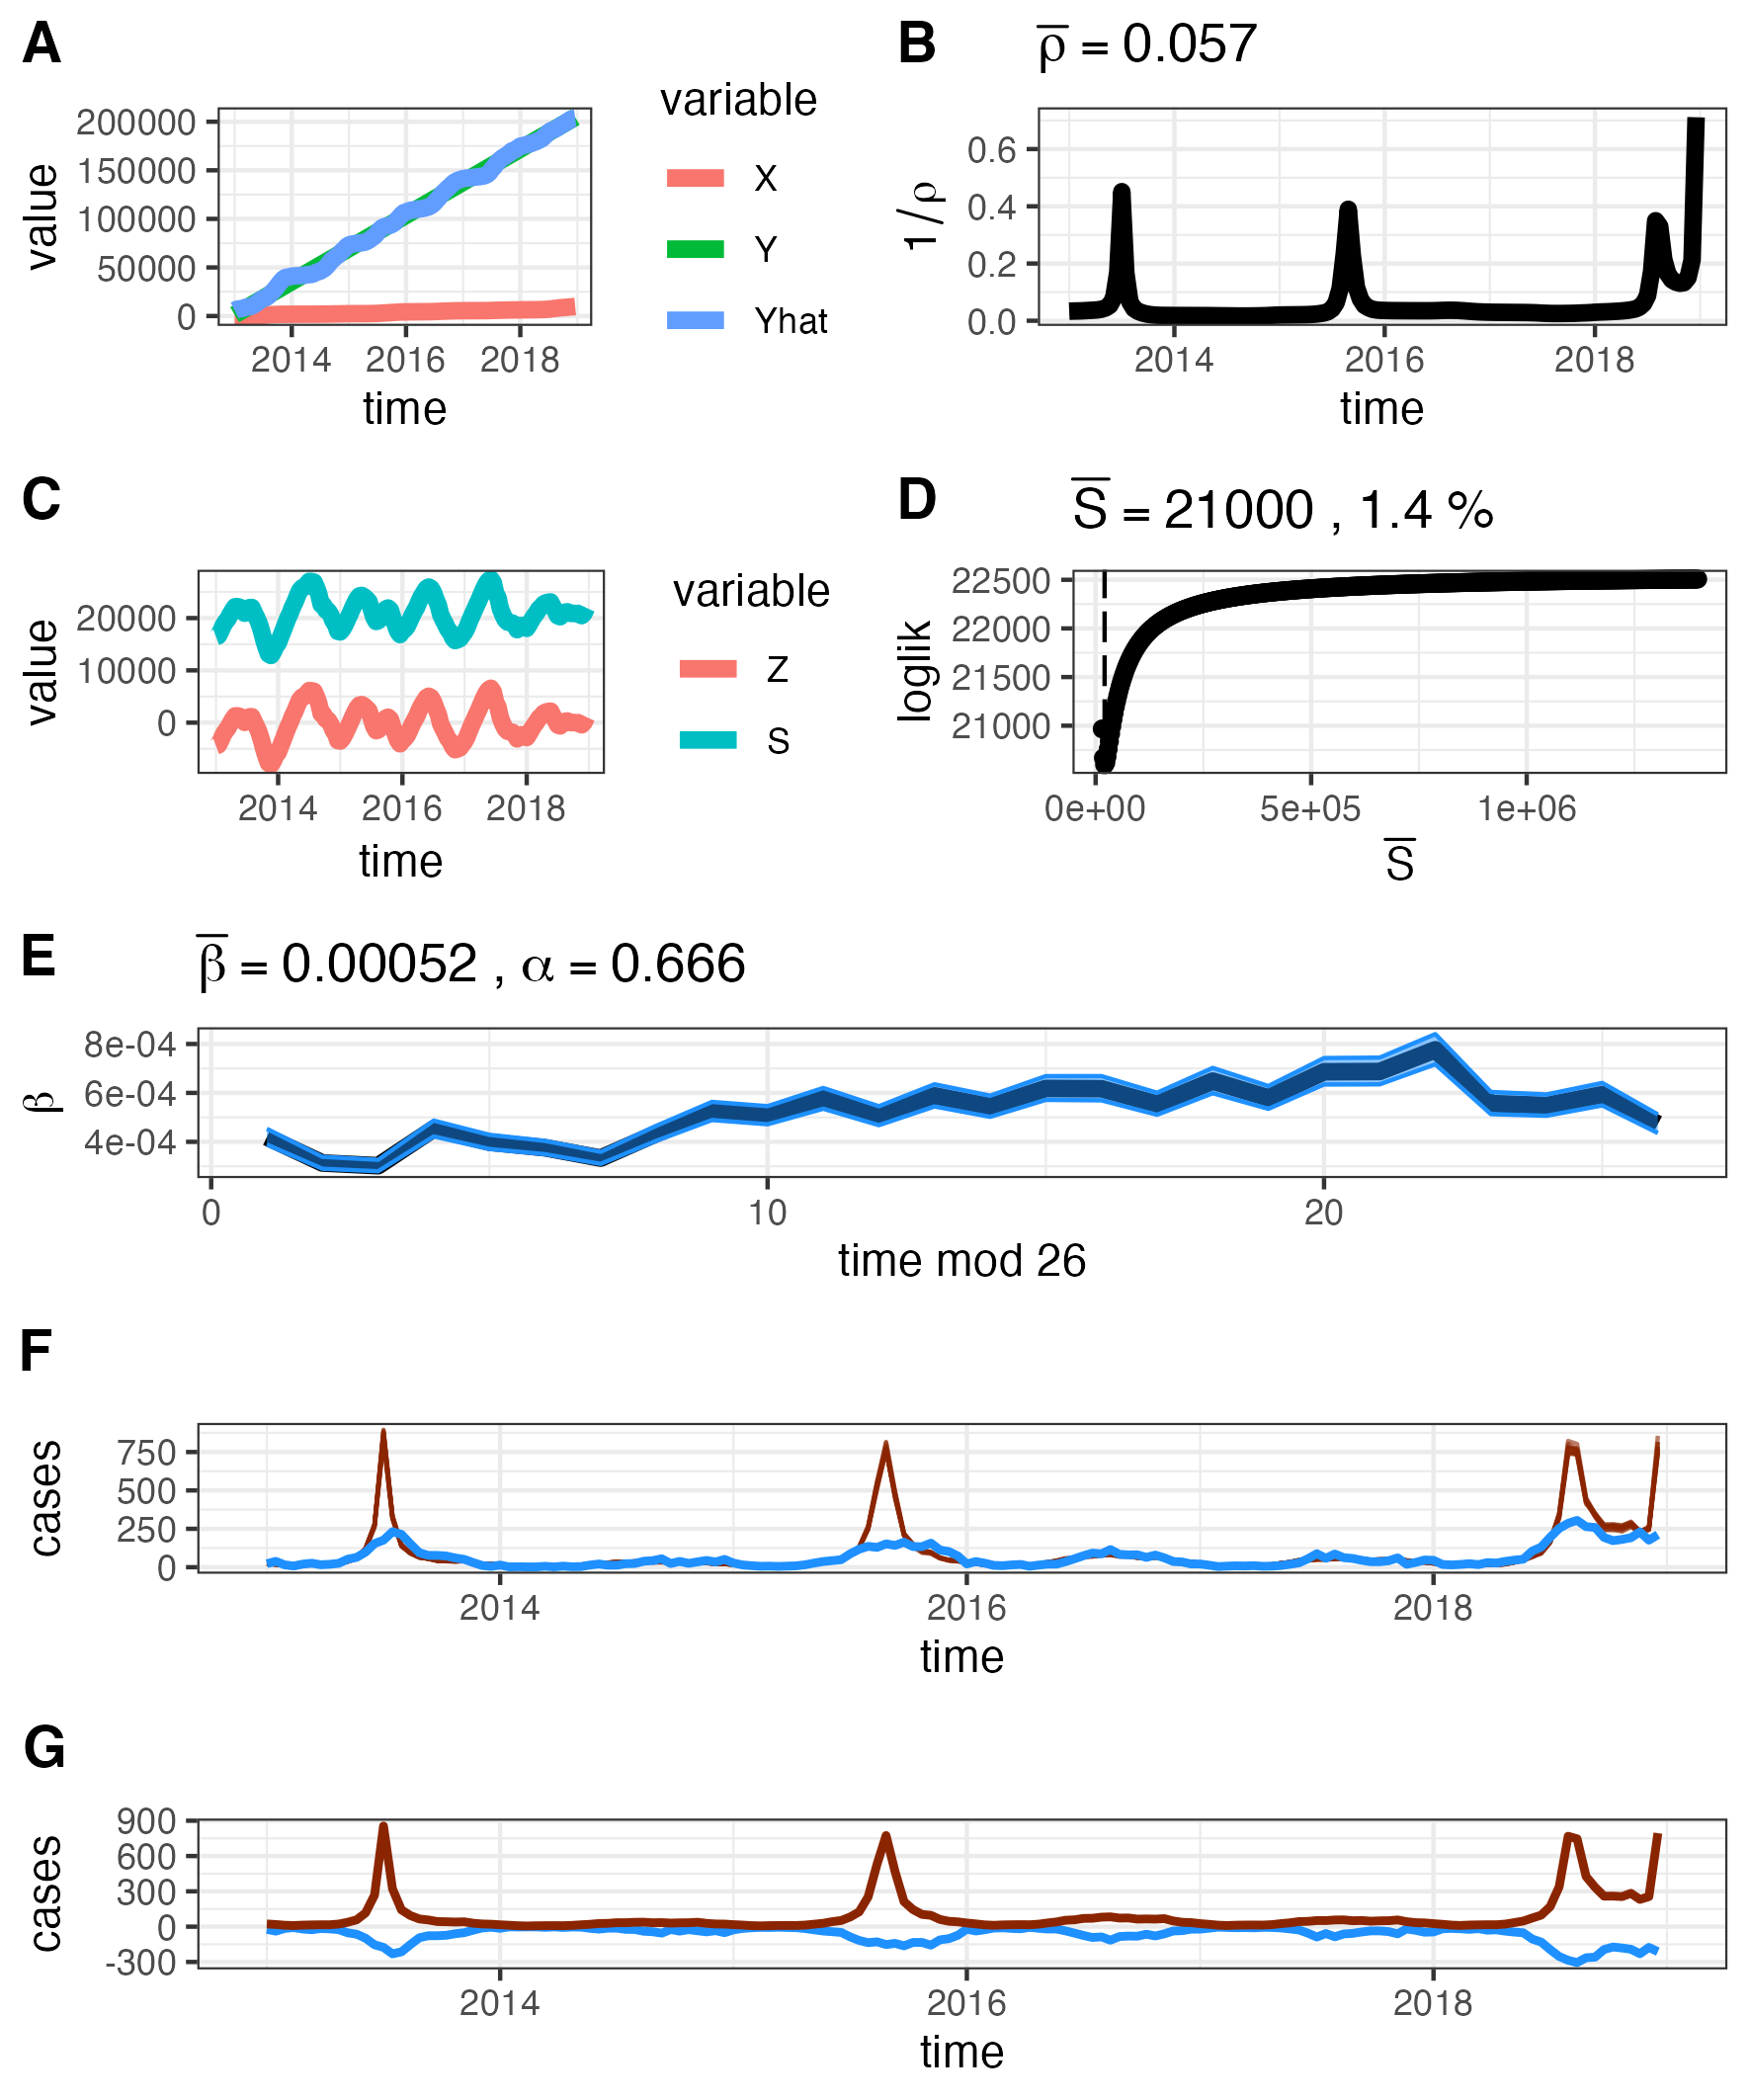 A
200000
150000
100000
50000
0
value
2014 2016 2018
time
variable
X
Y
Yhat
B
ρ̅ = 0.057
0.6
0.4
0.2
0.0
1/ρ
2014 2016 2018
time
C
20000
10000
0
value
2014 2016 2018
time
variable
Z
S
D
S̅ = 21000 , 1.4 %
22500
22000
21500
21000
loglik
0e+00 5e+05 1e+06
S̅
E
β̅ = 0.00052 , α = 0.666
8e-04
6e-04
4e-04
β
0 10 20
time mod 26
F
750
500
250
0
cases
2014 2016 2018
time
G
900
600
300
0
-300
cases
2014 2016 2018
time